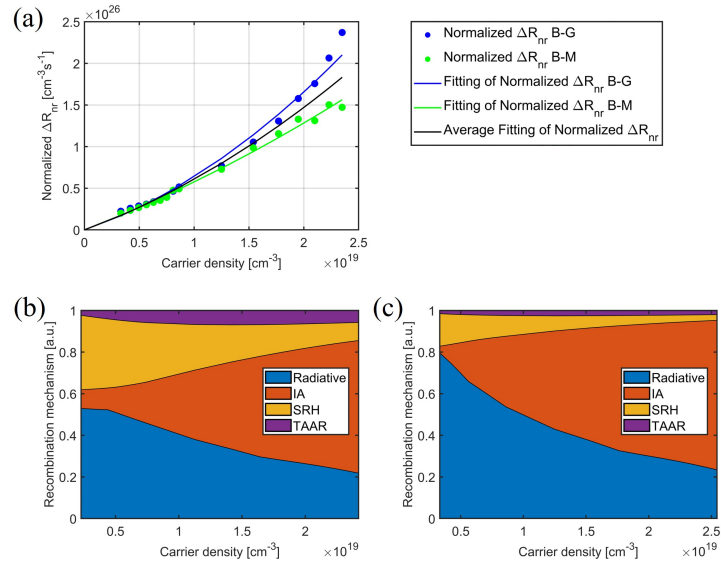 (a)
×10^26
2.5
2
1.5
1
0.5
0
Normalized ΔR_nr [cm^-3 s^-1]
0 0.5 1 1.5 2 2.5
Carrier density [cm^-3] ×10^19
Normalized ΔR_nr B-G
Normalized ΔR_nr B-M
Fitting of Normalized ΔR_nr B-G
Fitting of Normalized ΔR_nr B-M
Average Fitting of Normalized ΔR_nr
(b)
1
0.8
0.6
0.4
0.2
0
Recombination mechanism [a.u.]
Radiative
IA
SRH
TAAR
0.5 1 1.5 2
Carrier density [cm^-3] ×10^19
(c)
1
0.8
0.6
0.4
0.2
0
Recombination mechanism [a.u.]
Radiative
IA
SRH
TAAR
0.5 1 1.5 2 2.5
Carrier density [cm^-3] ×10^19